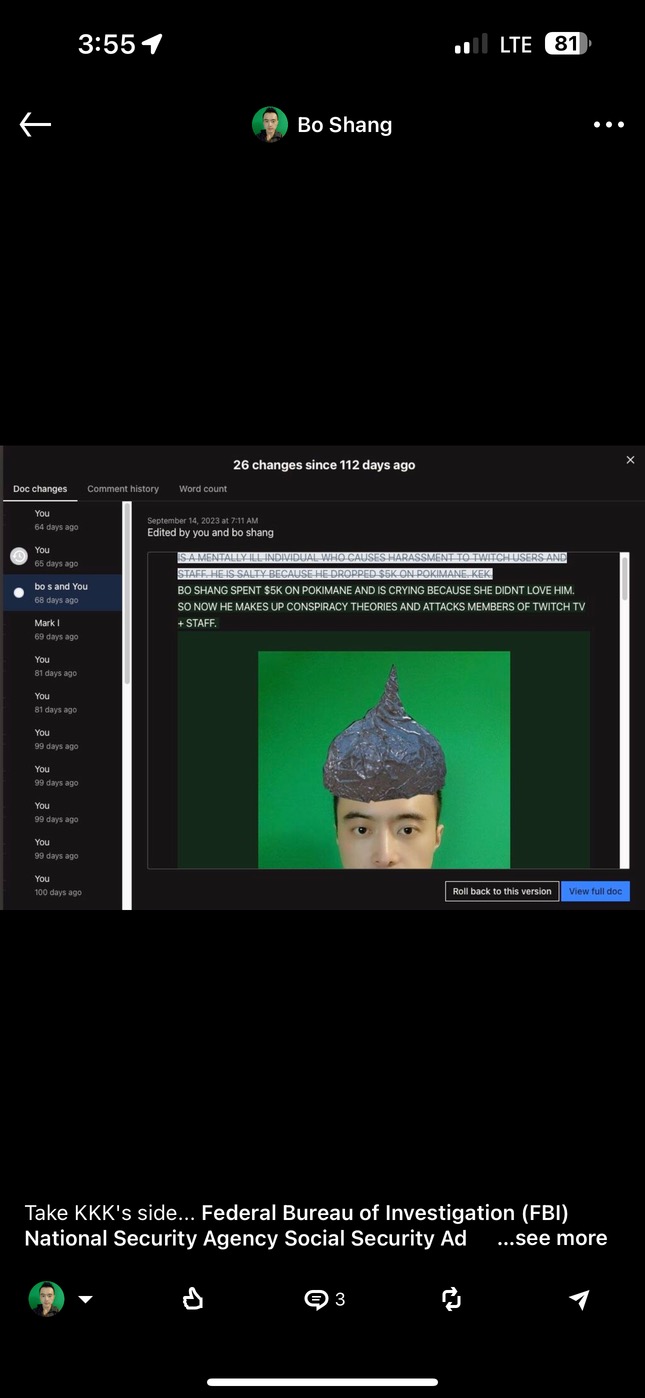 3:55
LTE
81
Bo Shang
26 changes since 112 days ago
Doc changes
Comment history
Word count
You
64 days ago
You
65 days ago
bo s and You
68 days ago
Mark I
69 days ago
You
81 days ago
You
81 days ago
You
99 days ago
You
99 days ago
You
99 days ago
You
99 days ago
You
100 days ago
September 14, 2023 at 7:11 AM
Edited by you and bo shang
IS A MENTALLY ILL INDIVIDUAL WHO CAUSES HARASSMENT TO TWITCH USERS AND
STAFF. HE IS SALTY BECAUSE HE DROPPED $5K ON POKIMANE. KEK.
BO SHANG SPENT $5K ON POKIMANE AND IS CRYING BECAUSE SHE DIDNT LOVE HIM.
SO NOW HE MAKES UP CONSPIRACY THEORIES AND ATTACKS MEMBERS OF TWITCH TV
+ STAFF.
Roll back to this version
View full doc
Take KKK's side... Federal Bureau of Investigation (FBI)
National Security Agency Social Security Ad ...see more
3